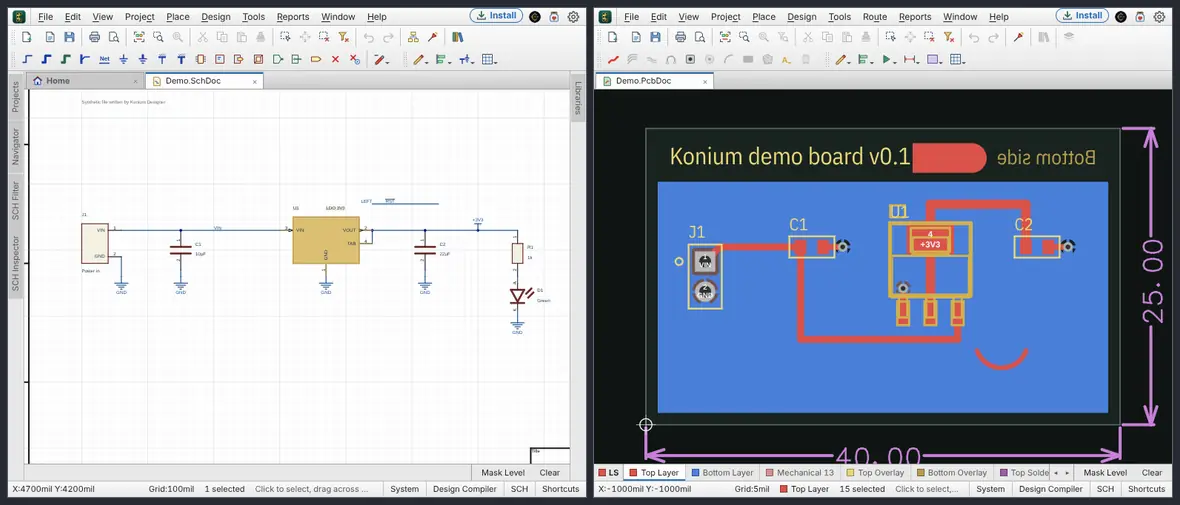 File Edit View Project Place Design Tools Reports Window Help Install
Net
Home Demo.SchDoc
Projects
Navigator
SCH Filter
SCH Inspector
Libraries
Synthetic file written by Konium Designer
J1
VIN 1
GND 2
Power in
GND
VIN
C1
10µF
GND
U1
VIN
VOUT
TAB
GND
GND
+3V3
C2
22µF
GND
R1
1k
D1
Green
GND
Title
Mask Level Clear
X:4700mil Y:4200mil Grid:100mil 1 selected Click to select, drag across ... System Design Compiler SCH Shortcuts
File Edit View Project Place Design Tools Route Reports Window Help Install
Demo.PcbDoc
Konium demo board v0.1 Bottom side
J1
VIN
GND
C1
U1
4
+3V3
C2
25.00
40.00
LS Top Layer Bottom Layer Mechanical 13 Top Overlay Bottom Overlay Top Solde Mask Level Clear
X:-1000mil Y:-1000mil Grid:5mil Top Layer 15 selected Click to select,... System Design Compiler SCH Shortcuts